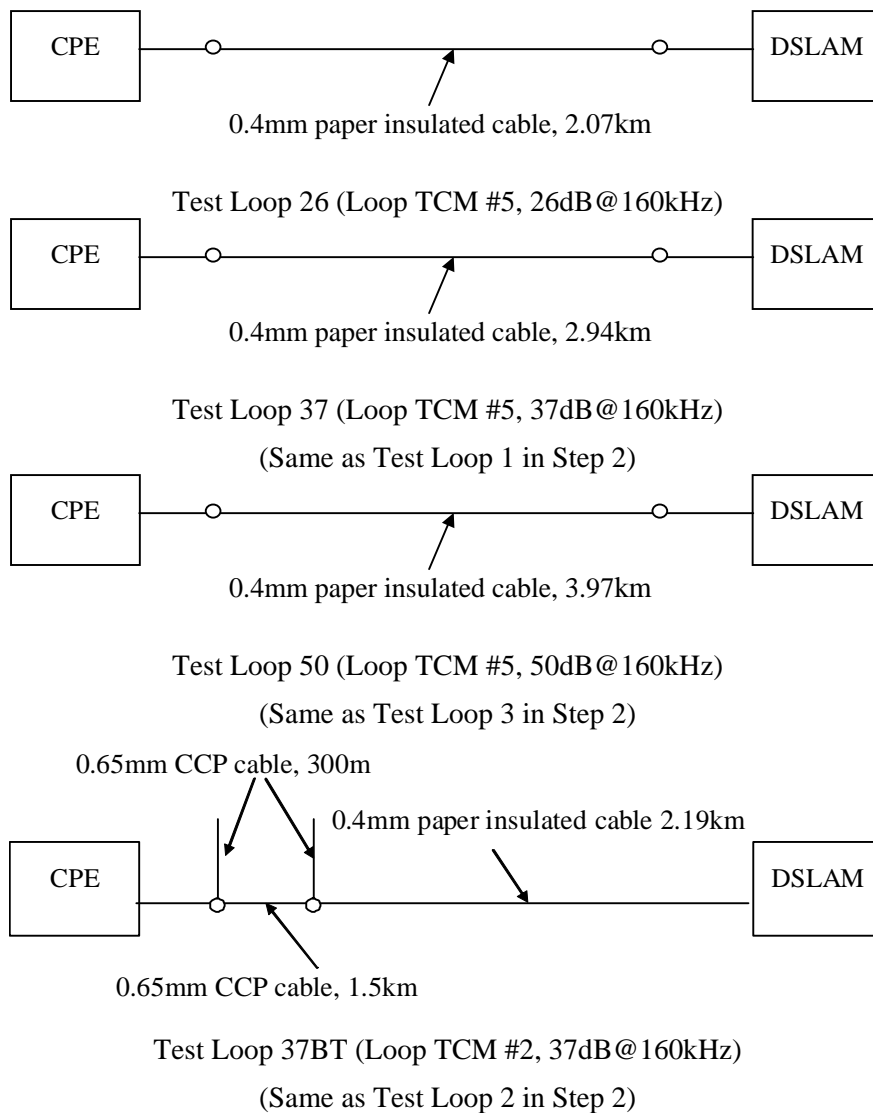 CPE
DSLAM
0.4mm paper insulated cable, 2.07km
Test Loop 26 (Loop TCM #5, 26dB@160kHz)
CPE
DSLAM
0.4mm paper insulated cable, 2.94km
Test Loop 37 (Loop TCM #5, 37dB@160kHz)
(Same as Test Loop 1 in Step 2)
CPE
DSLAM
0.4mm paper insulated cable, 3.97km
Test Loop 50 (Loop TCM #5, 50dB@160kHz)
(Same as Test Loop 3 in Step 2)
0.65mm CCP cable, 300m
0.4mm paper insulated cable 2.19km
CPE
DSLAM
0.65mm CCP cable, 1.5km
Test Loop 37BT (Loop TCM #2, 37dB@160kHz)
(Same as Test Loop 2 in Step 2)